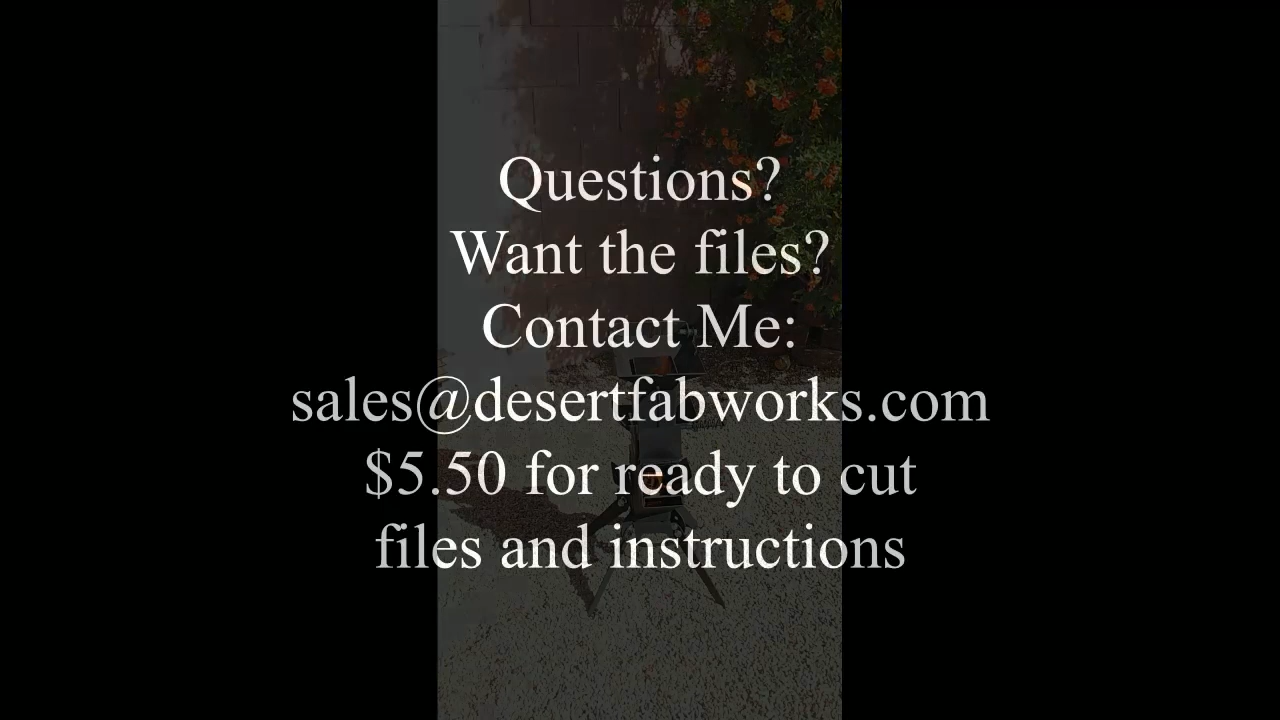 Questions?
Want the files?
Contact Me:
sales@desertfabworks.com
$5.50 for ready to cut
files and instructions